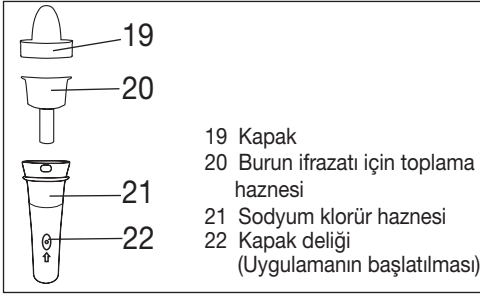 19
20
21
22
19 Kapak
20 Burun ifrazatı için toplama
haznesi
21 Sodyum klorür haznesi
22 Kapak deliği
(Uygulamanın başlatılması)